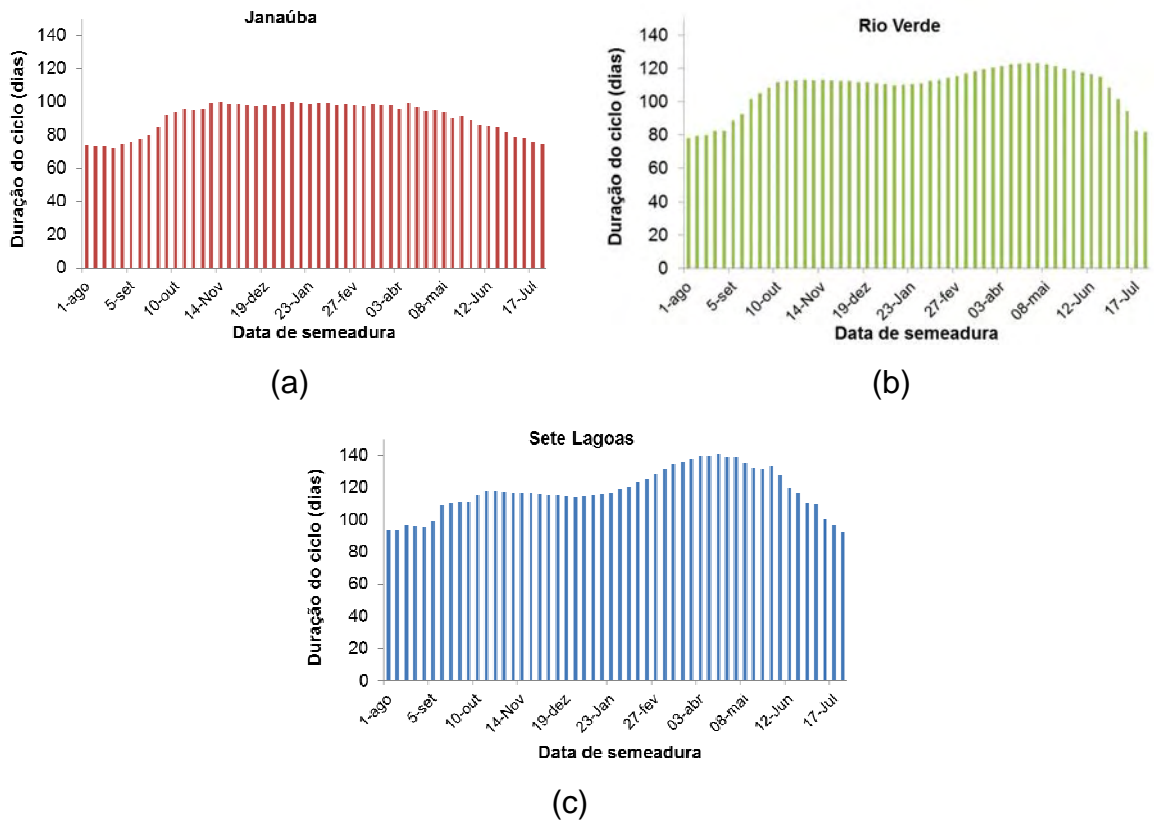 Janaúba
Duração do ciclo (dias)
140
120
100
80
60
40
20
0
1-ago
5-set
10-out
14-Nov
19-dez
23-Jan
27-fev
03-abr
08-mai
12-Jun
17-Jul
Data de semeadura
(a)
Rio Verde
Duração do ciclo (dias)
140
120
100
80
60
40
20
0
1-ago
5-set
10-out
14-Nov
19-dez
23-Jan
27-fev
03-abr
08-mai
12-Jun
17-Jul
Data de semeadura
(b)
Sete Lagoas
Duração do ciclo (dias)
140
120
100
80
60
40
20
0
1-ago
5-set
10-out
14-Nov
19-dez
23-Jan
27-fev
03-abr
08-mai
12-Jun
17-Jul
Data de semeadura
(c)